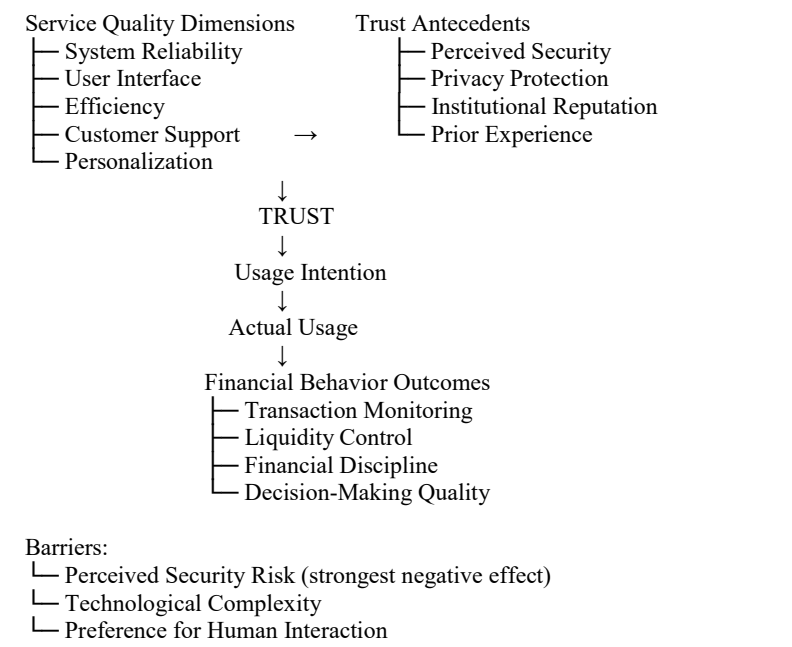 Service Quality Dimensions Trust Antecedents
├─ System Reliability ├─ Perceived Security
├─ User Interface ├─ Privacy Protection
├─ Efficiency ├─ Institutional Reputation
├─ Customer Support → └─ Prior Experience
└─ Personalization
↓
TRUST
↓
Usage Intention
↓
Actual Usage
↓
Financial Behavior Outcomes
├─ Transaction Monitoring
├─ Liquidity Control
├─ Financial Discipline
└─ Decision-Making Quality
Barriers:
└─ Perceived Security Risk (strongest negative effect)
└─ Technological Complexity
└─ Preference for Human Interaction